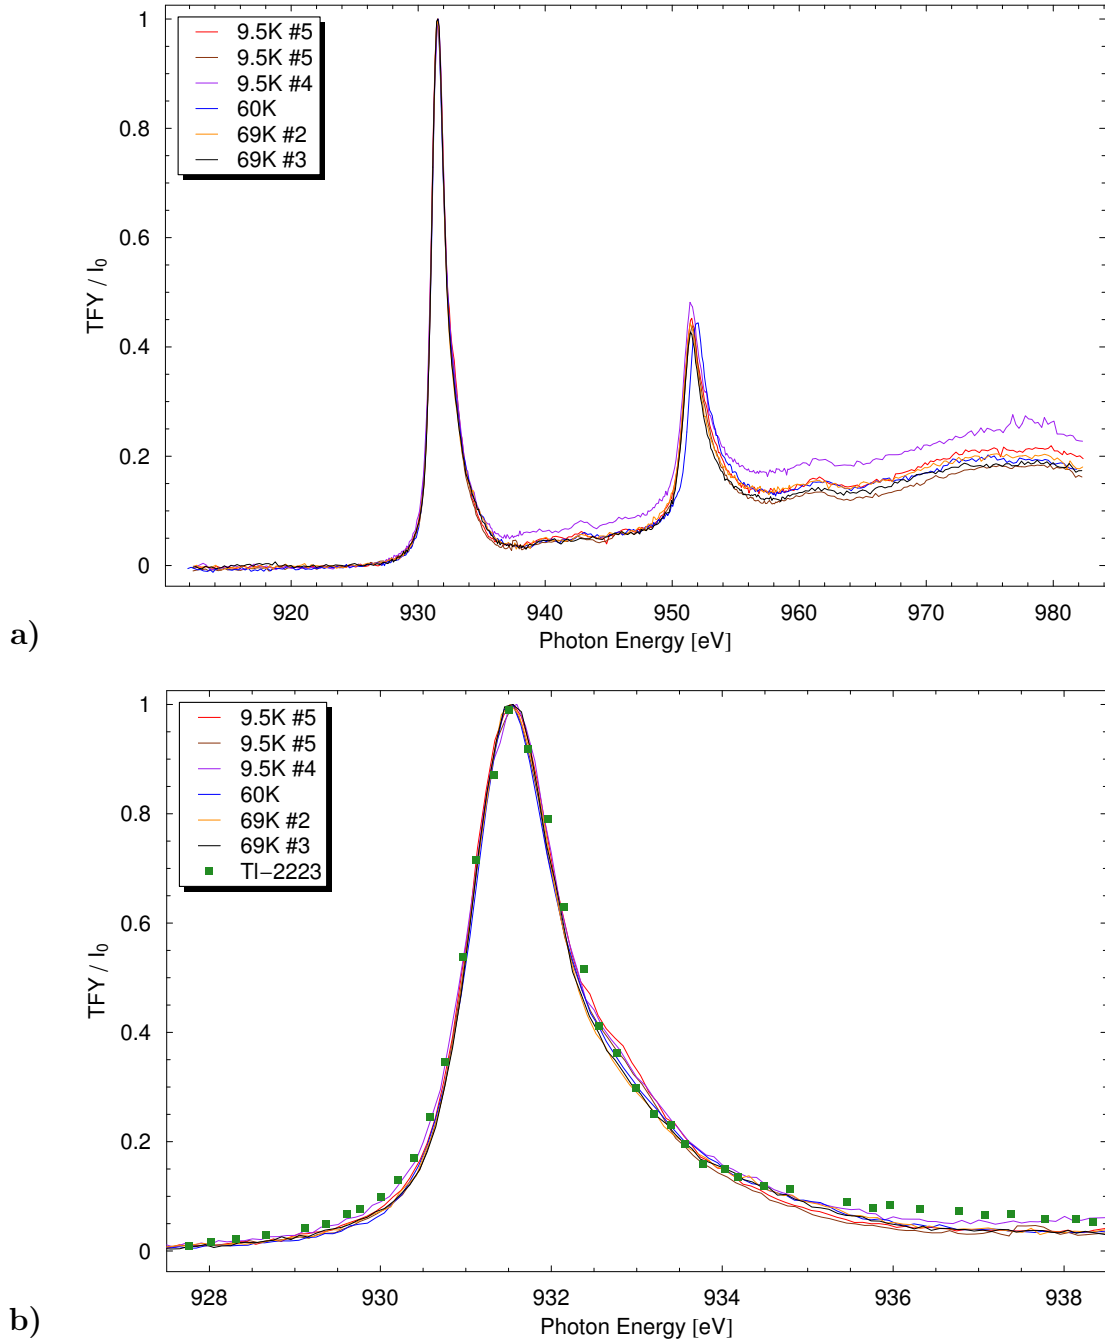 1
0.8
0.6
0.4
0.2
0
TFY / I0
9.5K #5
9.5K #5
9.5K #4
60K
69K #2
69K #3
920 930 940 950 960 970 980
Photon Energy [eV]
a)
1
0.8
0.6
0.4
0.2
0
TFY / I0
9.5K #5
9.5K #5
9.5K #4
60K
69K #2
69K #3
Tl−2223
928 930 932 934 936 938
Photon Energy [eV]
b)